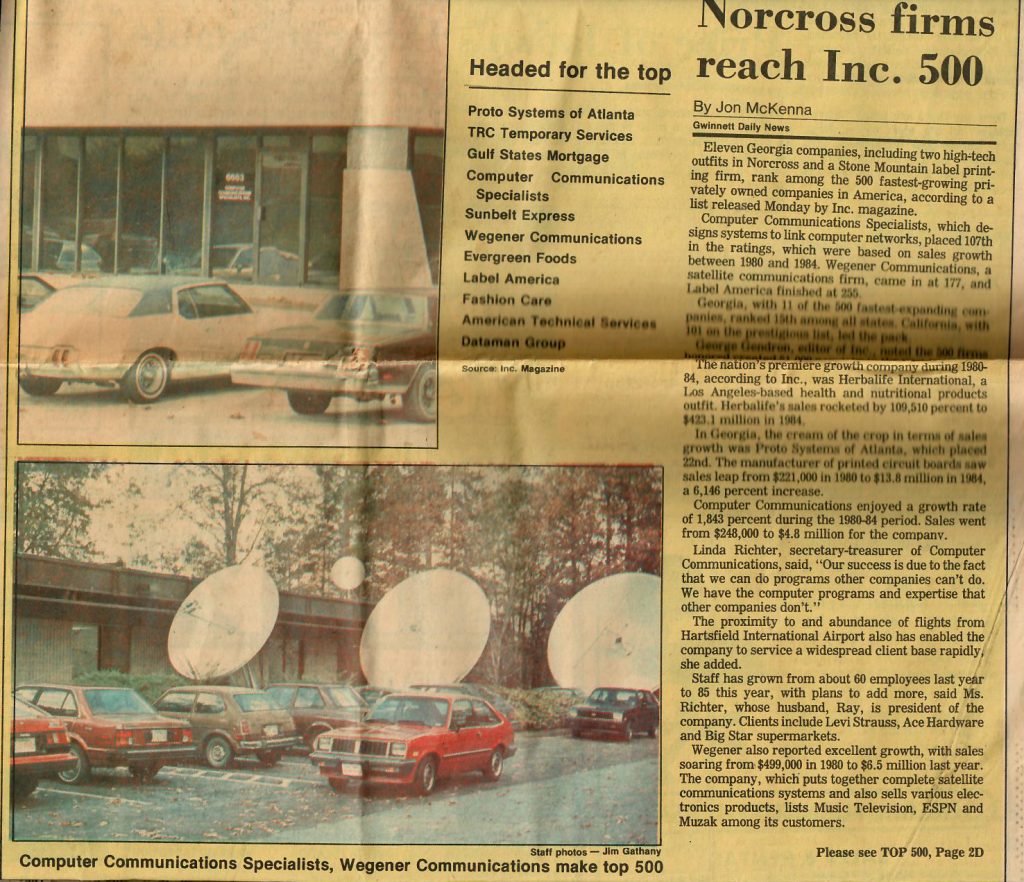 Norcross firms
reach Inc. 500
By Jon McKenna
Gwinnett Daily News
Eleven Georgia companies, including two high-tech
outfits in Norcross and a Stone Mountain label print-
ing firm, rank among the 500 fastest-growing pri-
vately owned companies in America, according to a
list released Monday by Inc. magazine.
Computer Communications Specialists, which de-
signs systems to link computer networks, placed 107th
in the ratings, which were based on sales growth
between 1980 and 1984. Wegener Communications, a
satellite communications firm, came in at 177, and
Label America finished at 255.
Georgia, with 11 of the 500 fastest-expanding com-
panies, ranked 15th among all states. California, with
101 on the prestigious list, led the pack.
George Gendron, editor of Inc., noted the 500 firms
The nation's premiere growth company during 1980-
84, according to Inc., was Herbalife International, a
Los Angeles-based health and nutritional products
outfit. Herbalife's sales rocketed by 109,510 percent to
$423.1 million in 1984.
In Georgia, the cream of the crop in terms of sales
growth was Proto Systems of Atlanta, which placed
22nd. The manufacturer of printed circuit boards saw
sales leap from $221,000 in 1980 to $13.8 million in 1984,
a 6,146 percent increase.
Computer Communications enjoyed a growth rate
of 1,843 percent during the 1980-84 period. Sales went
from $248,000 to $4.8 million for the company.
Linda Richter, secretary-treasurer of Computer
Communications, said, "Our success is due to the fact
that we can do programs other companies can't do.
We have the computer programs and expertise that
other companies don't."
The proximity to and abundance of flights from
Hartsfield International Airport also has enabled the
company to service a widespread client base rapidly,
she added.
Staff has grown from about 60 employees last year
to 85 this year, with plans to add more, said Ms.
Richter, whose husband, Ray, is president of the
company. Clients include Levi Strauss, Ace Hardware
and Big Star supermarkets.
Wegener also reported excellent growth, with sales
soaring from $499,000 in 1980 to $6.5 million last year.
The company, which puts together complete satellite
communications systems and also sells various elec-
tronics products, lists Music Television, ESPN and
Muzak among its customers.
Please see TOP 500, Page 2D
Headed for the top
Proto Systems of Atlanta
TRC Temporary Services
Gulf States Mortgage
Computer Communications
Specialists
Sunbelt Express
Wegener Communications
Evergreen Foods
Label America
Fashion Care
American Technical Services
Dataman Group
Source: Inc. Magazine
6683
COMPUTER
COMMUNICATIONS
SPECIALISTS, INC.
Staff photos — Jim Gathany
Computer Communications Specialists, Wegener Communications make top 500